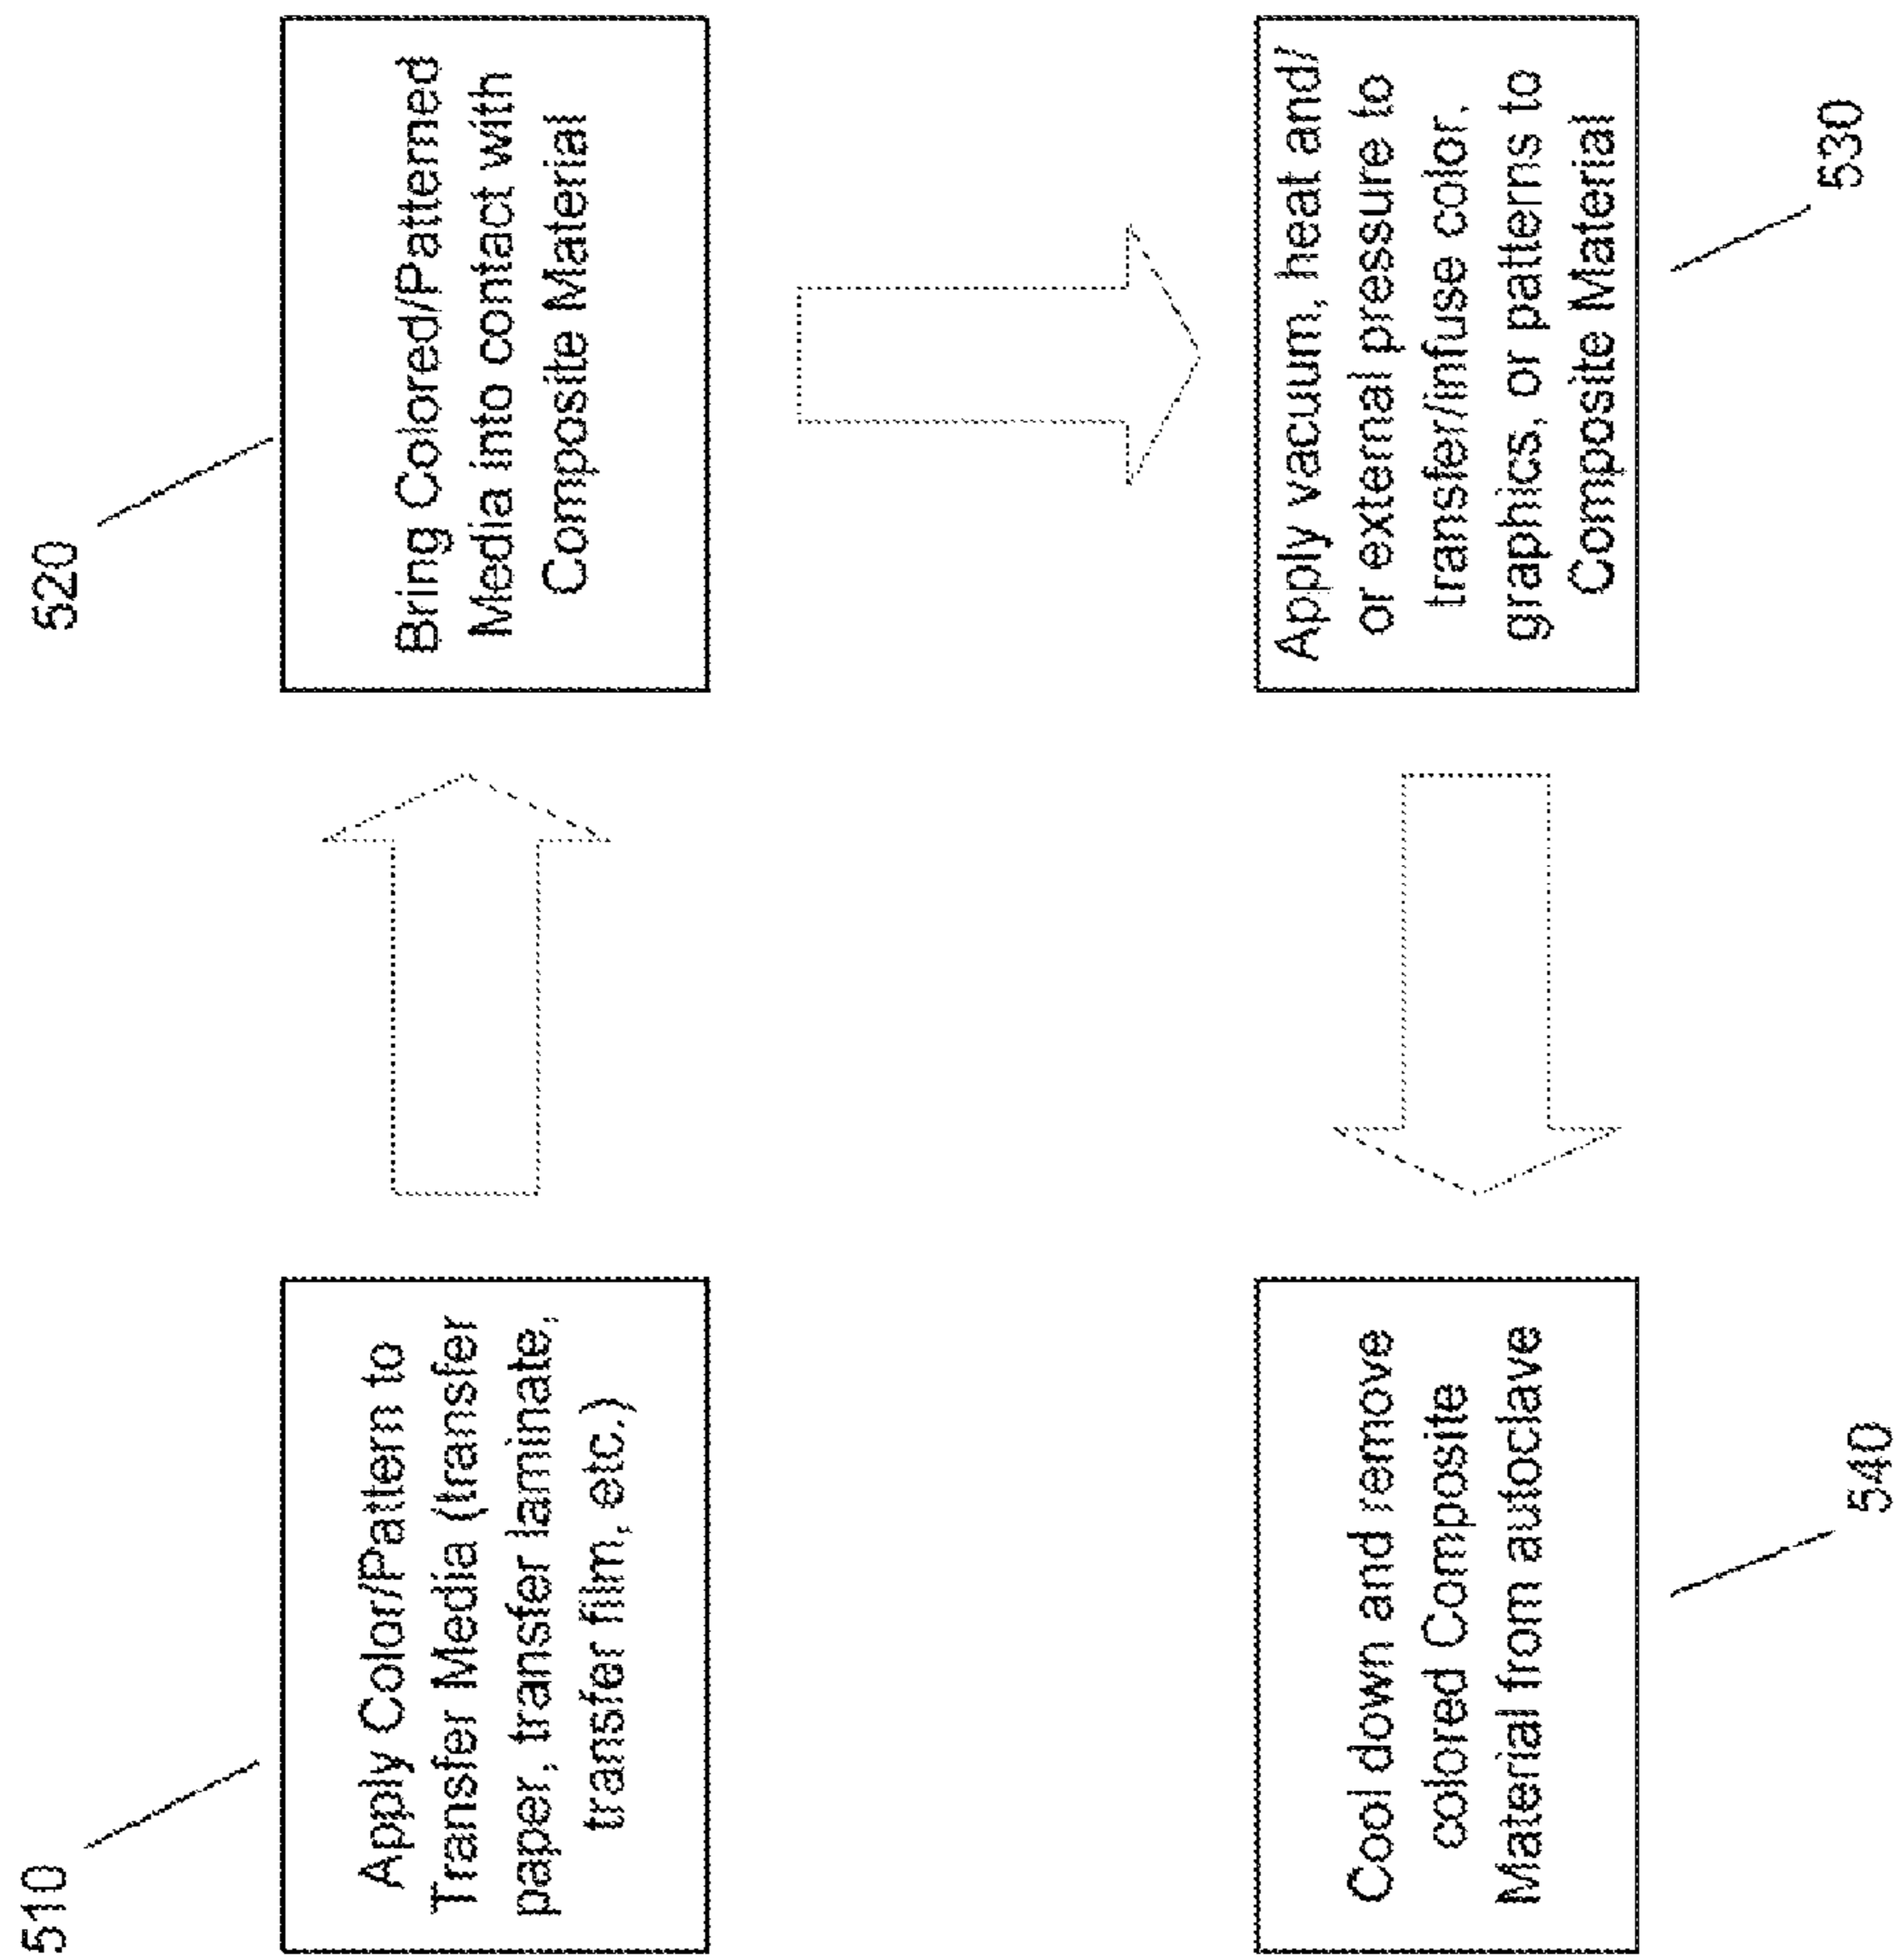 510
Apply Color/Pattern to
Transfer Media (transfer
paper, transfer laminate,
transfer film, etc.)
520
Bring Colored/Patterned
Media into contact with
Composite Material
Apply vacuum, heat and/
or external pressure to
transfer/infuse color,
graphics, or patterns to
Composite Material
530
Cool down and remove
colored Composite
Material from autoclave
540